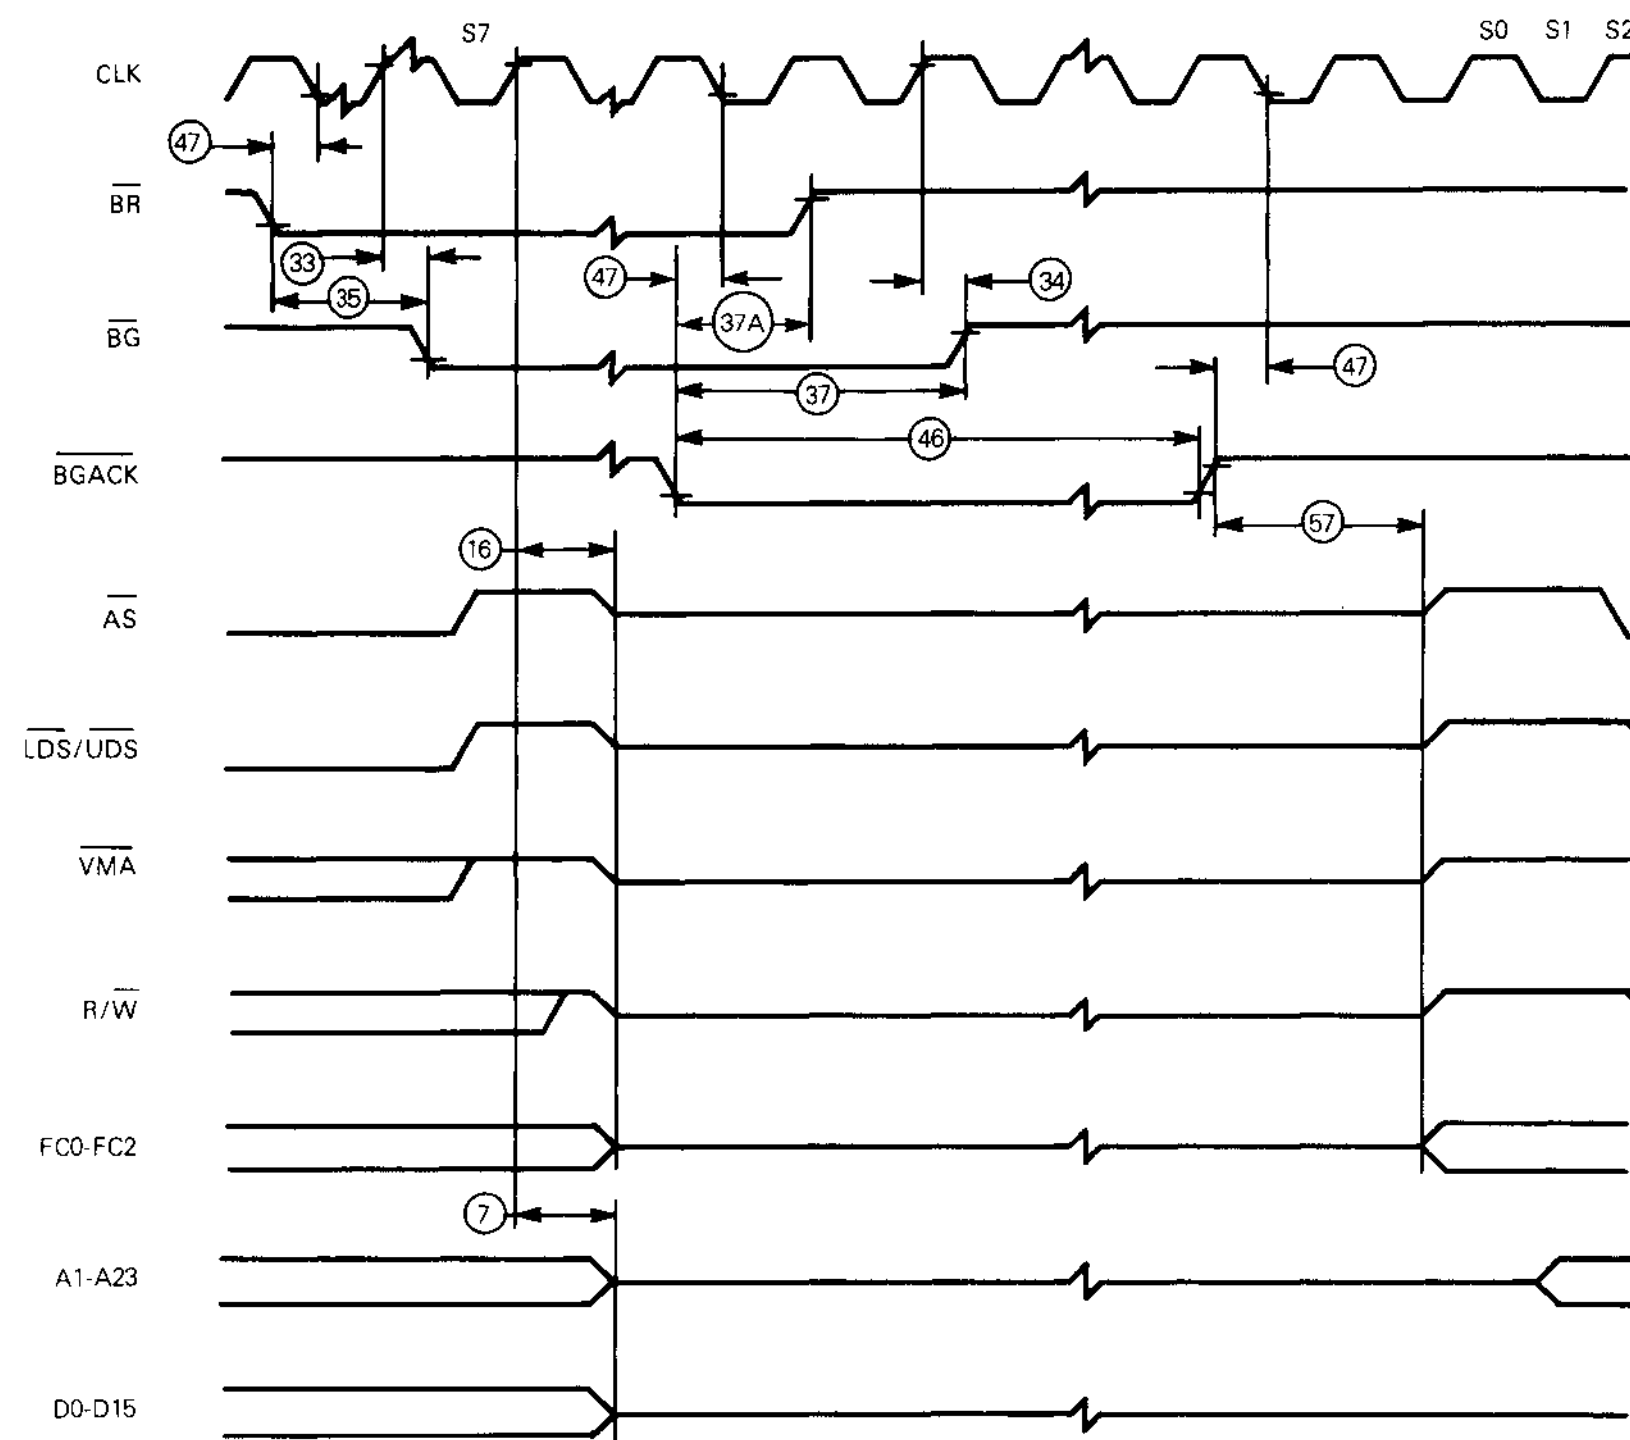 S7 S0 S1 S2
CLK
47
BR
33
47
34
35
37A
BG
47
37
46
BGACK
57
16
AS
LDS/UDS
VMA
R/W
FC0-FC2
7
A1-A23
D0-D15